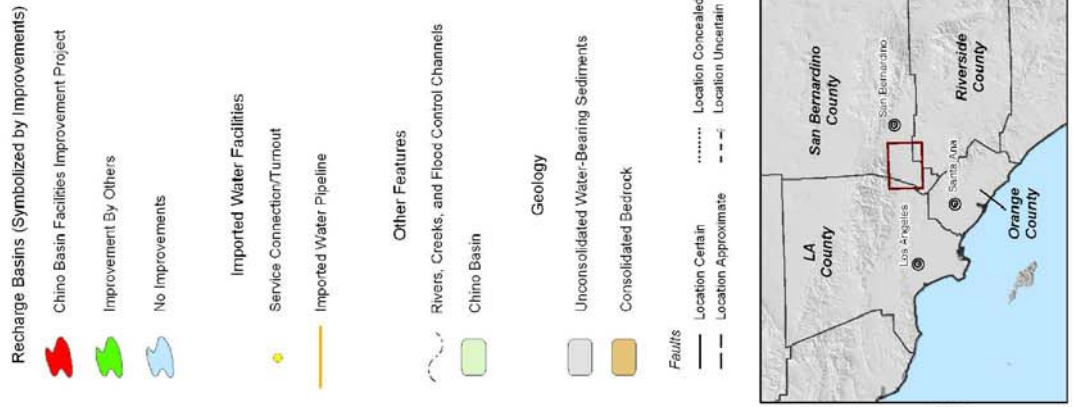 Recharge Basins (Symbolized by Improvements)
Chino Basin Facilities Improvement Project
Improvement By Others
No Improvements
Imported Water Facilities
Service Connection/Turnout
Imported Water Pipeline
Other Features
Rivers, Creeks, and Flood Control Channels
Chino Basin
Geology
Unconsolidated Water-Bearing Sediments
Consolidated Bedrock
Faults
Location Certain
Location Concealed
Location Approximate
Location Uncertain
LA
County
San Bernardino
County
Los Angeles
San Bernardino
Riverside
County
Santa Ana
Orange
County